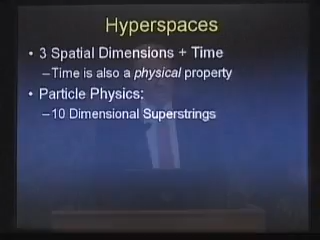 Hyperspaces
• 3 Spatial Dimensions + Time
–Time is also a physical property
• Particle Physics:
–10 Dimensional Superstrings